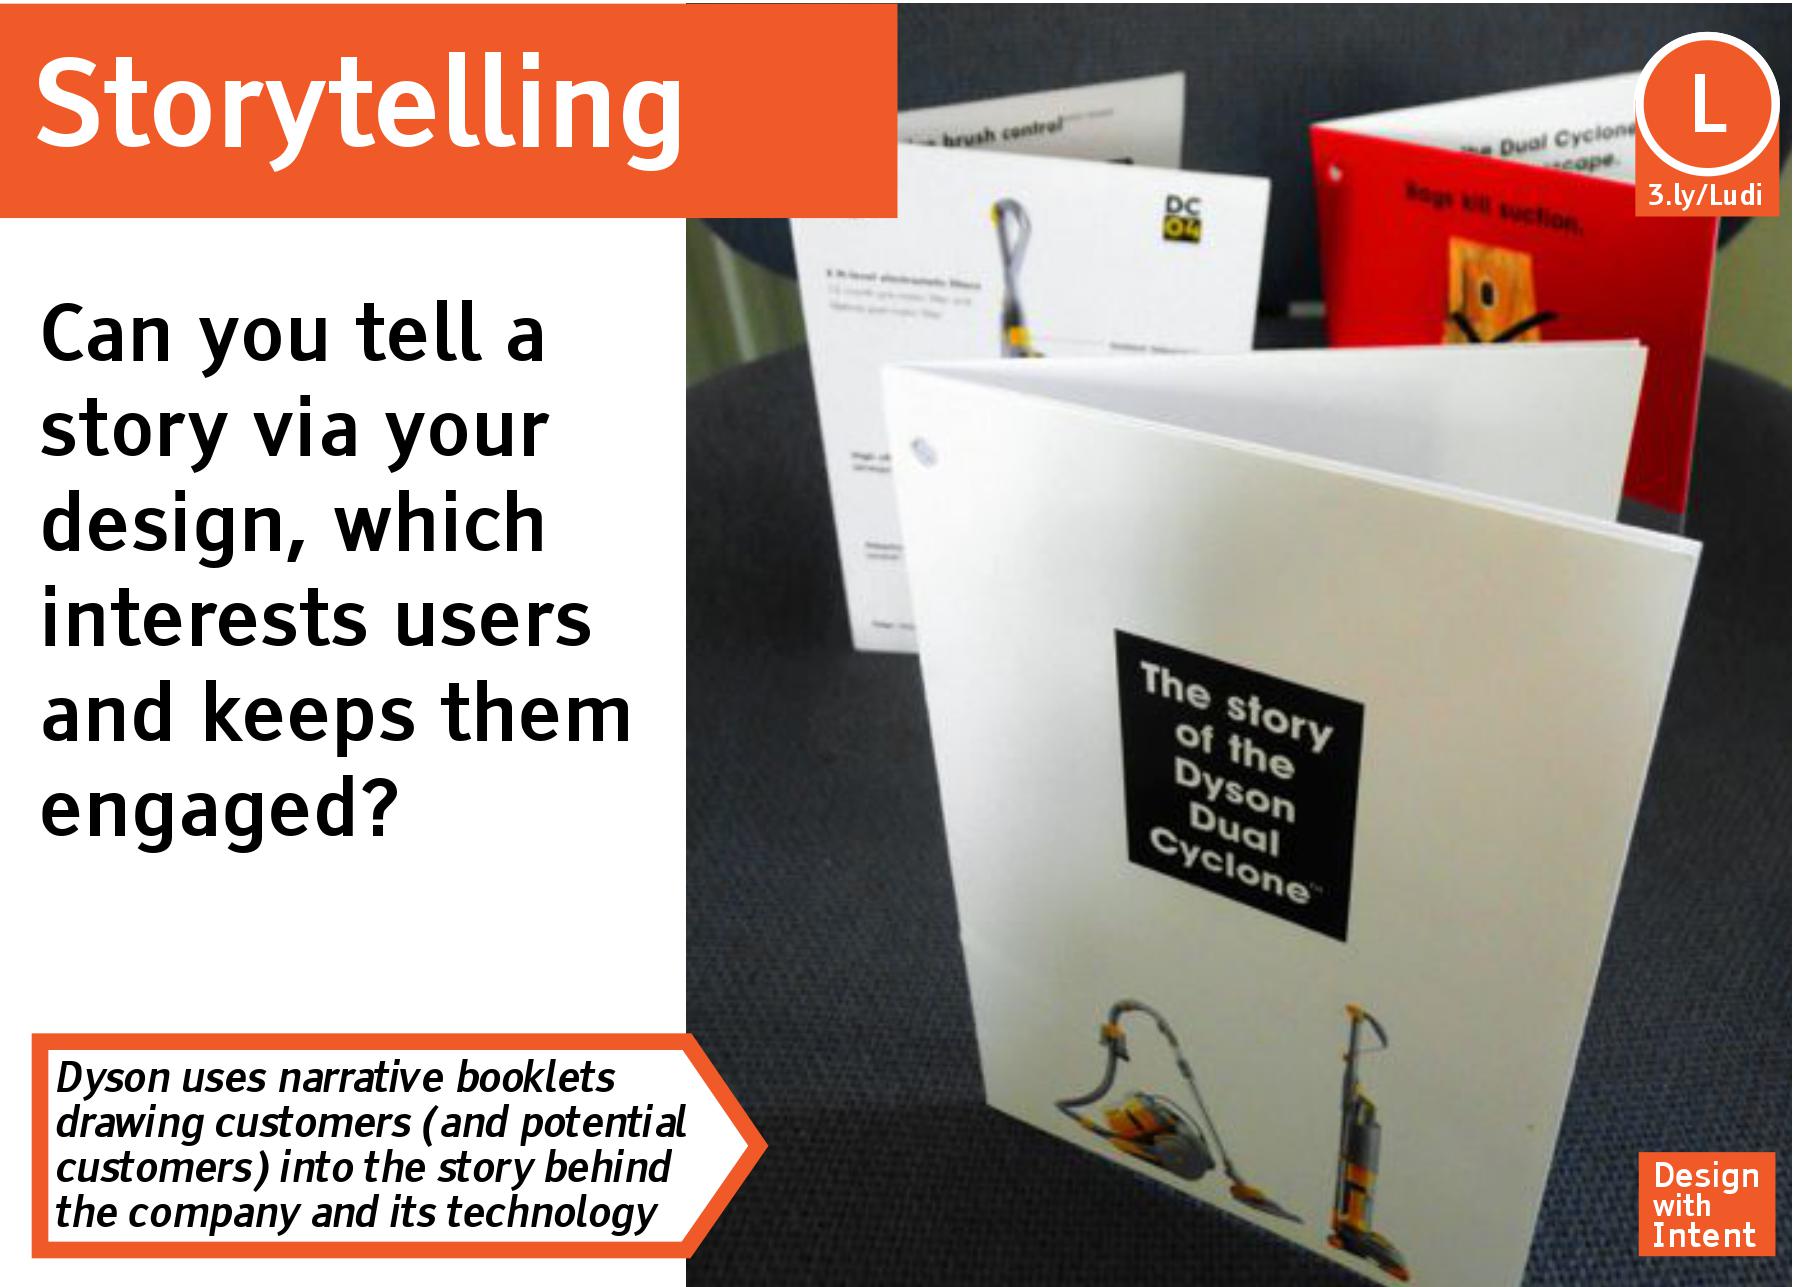 Storytelling
Can you tell a
story via your
design, which
interests users
and keeps them
engaged?
Dyson uses narrative booklets
drawing customers (and potential
customers) into the story behind
the company and its technology
brush control
DC
04
Dual Cyclone
Bags kill suction.
L
3.ly/Ludi
The story
of the
Dyson
Dual
Cyclone™
Design
with
Intent